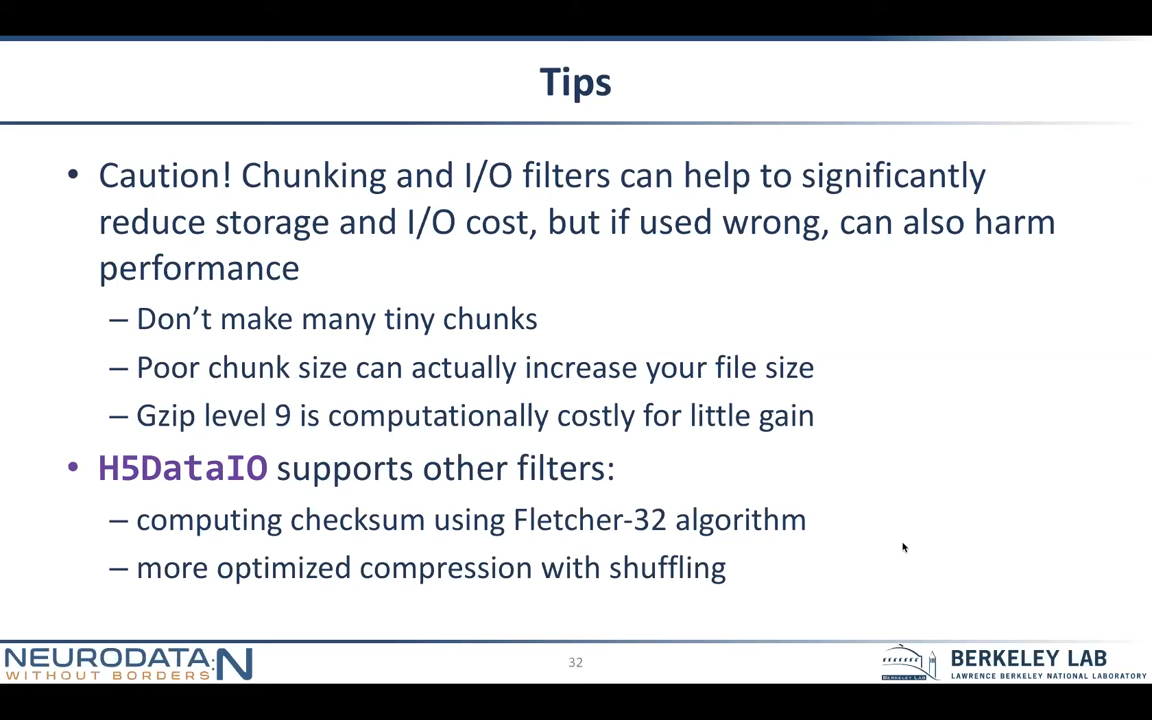 Tips
• Caution! Chunking and I/O filters can help to significantly
reduce storage and I/O cost, but if used wrong, can also harm
performance
– Don’t make many tiny chunks
– Poor chunk size can actually increase your file size
– Gzip level 9 is computationally costly for little gain
• H5DataIO supports other filters:
– computing checksum using Fletcher-32 algorithm
– more optimized compression with shuffling
NEURODATA:N
WITHOUT BORDERS
32
BERKELEY LAB
LAWRENCE BERKELEY NATIONAL LABORATORY